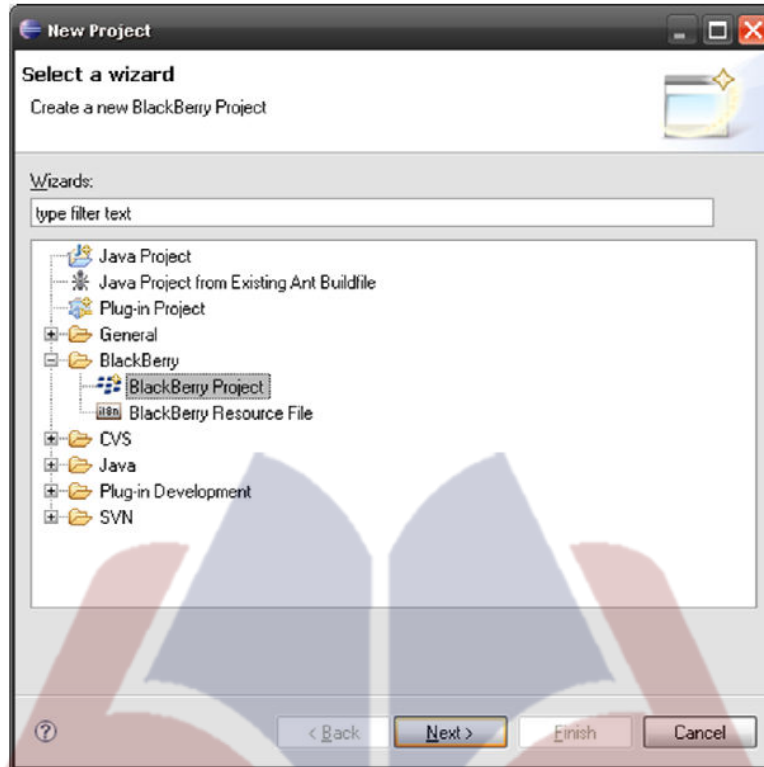 New Project
Select a wizard
Create a new BlackBerry Project
Wizards:
type filter text
Java Project
Java Project from Existing Ant Buildfile
Plug-in Project
General
BlackBerry
BlackBerry Project
BlackBerry Resource File
CVS
Java
Plug-in Development
SVN
< Back Next > Finish Cancel